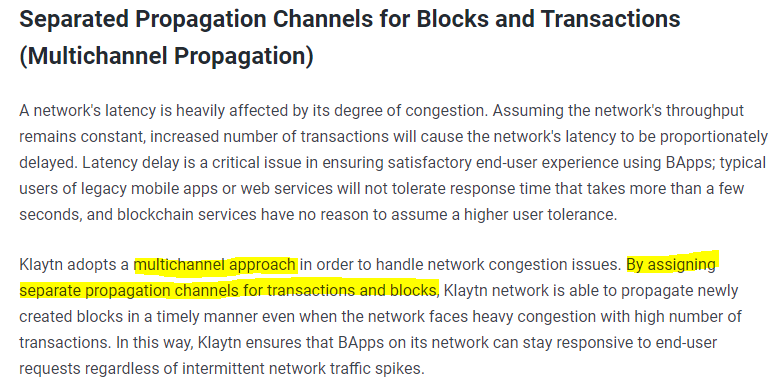 Separated Propagation Channels for Blocks and Transactions
(Multichannel Propagation)
A network's latency is heavily affected by its degree of congestion. Assuming the network's throughput
remains constant, increased number of transactions will cause the network's latency to be proportionately
delayed. Latency delay is a critical issue in ensuring satisfactory end-user experience using BApps; typical
users of legacy mobile apps or web services will not tolerate response time that takes more than a few
seconds, and blockchain services have no reason to assume a higher user tolerance.
Klaytn adopts a multichannel approach in order to handle network congestion issues. By assigning
separate propagation channels for transactions and blocks, Klaytn network is able to propagate newly
created blocks in a timely manner even when the network faces heavy congestion with high number of
transactions. In this way, Klaytn ensures that BApps on its network can stay responsive to end-user
requests regardless of intermittent network traffic spikes.